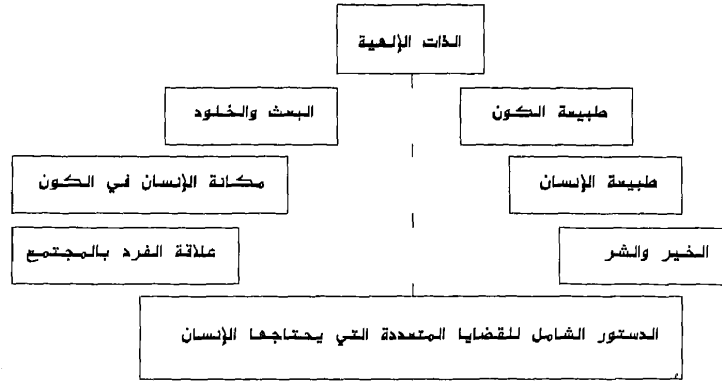 الذات الإلهية
طبيعة الكون
البعث والخلود
طبيعة الإنسان
مكانة الإنسان في الكون
الخير والشر
علاقة الفرد بالمجتمع
الدستور الشامل للقضايا المتعددة التي يحتاجها الإنسان